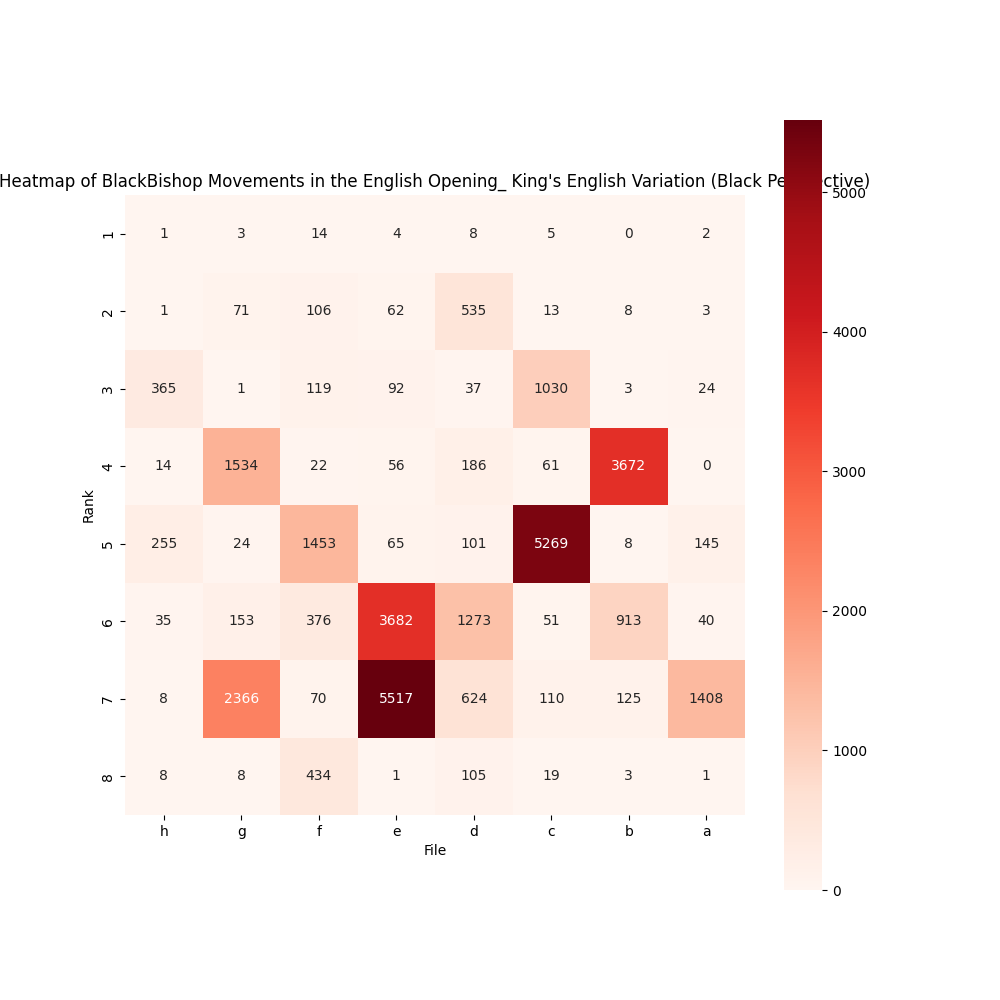 Heatmap of BlackBishop Movements in the English Opening_ King's English Variation (Black Pe ctive)
1 1 3 14 4 8 5 0 2
2 1 71 106 62 535 13 8 3
3 365 1 119 92 37 1030 3 24
4 14 1534 22 56 186 61 3672 0
5 255 24 1453 65 101 5269 8 145
6 35 153 376 3682 1273 51 913 40
7 8 2366 70 5517 624 110 125 1408
8 8 8 434 1 105 19 3 1
h g f e d c b a
File
Rank
5000
4000
3000
2000
1000
0